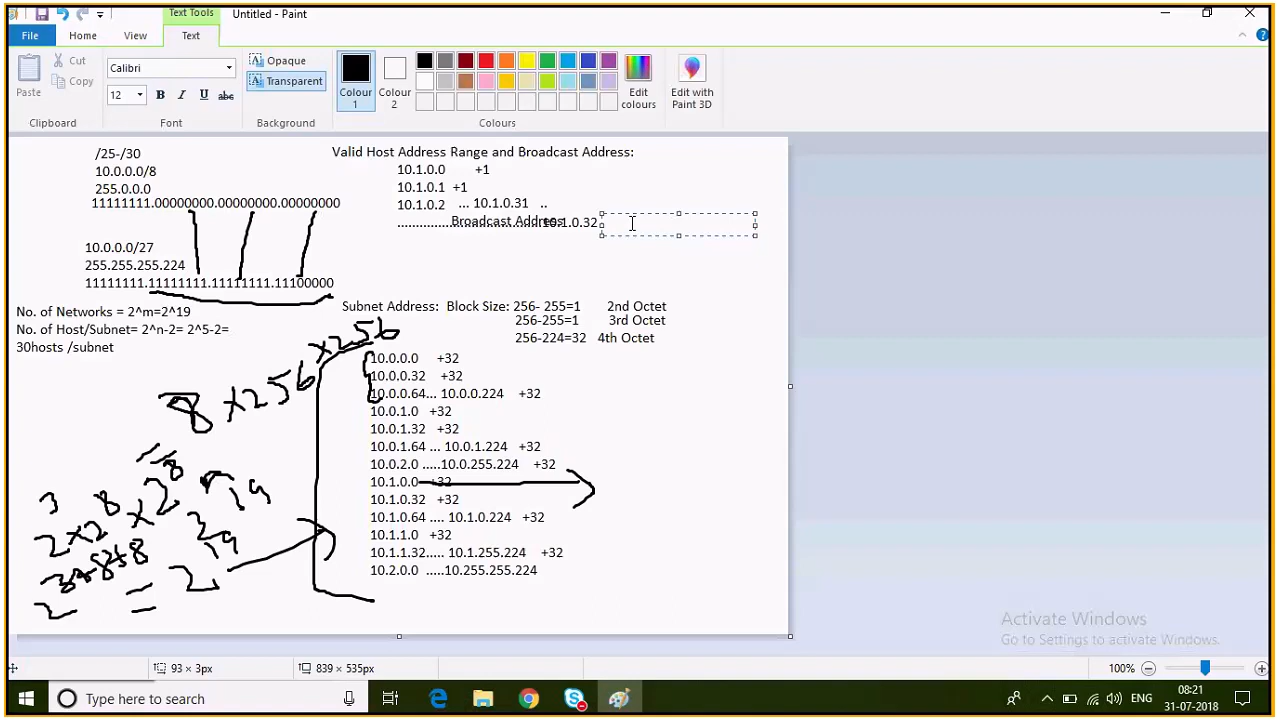 Text Tools
Untitled - Paint
File Home View Text
Paste
Cut
Copy
Calibri
12
B I U abc
Opaque
Transparent
Colour 1
Colour 2
Edit colours
Edit with Paint 3D
Clipboard Font Background Colours
/25-/30
10.0.0.0/8
255.0.0.0
11111111.00000000.00000000.00000000
10.0.0.0/27
255.255.255.224
11111111.11111111.11111111.11100000
No. of Networks = 2^m=2^19
No. of Host/Subnet= 2^n-2= 2^5-2=
30hosts /subnet
Valid Host Address Range and Broadcast Address:
10.1.0.0 +1
10.1.0.1 +1
10.1.0.2 ... 10.1.0.31 ..
Broadcast Address
10.1.0.32
Subnet Address: Block Size: 256- 255=1 2nd Octet
256-255=1 3rd Octet
256-224=32 4th Octet
10.0.0.0 +32
10.0.0.32 +32
10.0.0.64... 10.0.0.224 +32
10.0.1.0 +32
10.0.1.32 +32
10.0.1.64 ... 10.0.1.224 +32
10.0.2.0 .....10.0.255.224 +32
10.1.0.0 +32
10.1.0.32 +32
10.1.0.64 .... 10.1.0.224 +32
10.1.1.0 +32
10.1.1.32..... 10.1.255.224 +32
10.2.0.0 .....10.255.255.224
8 x256 x256
Activate Windows
Go to Settings to activate Windows.
93 × 3px
839 × 535px
100%
Type here to search
ENG
08:21
31-07-2018